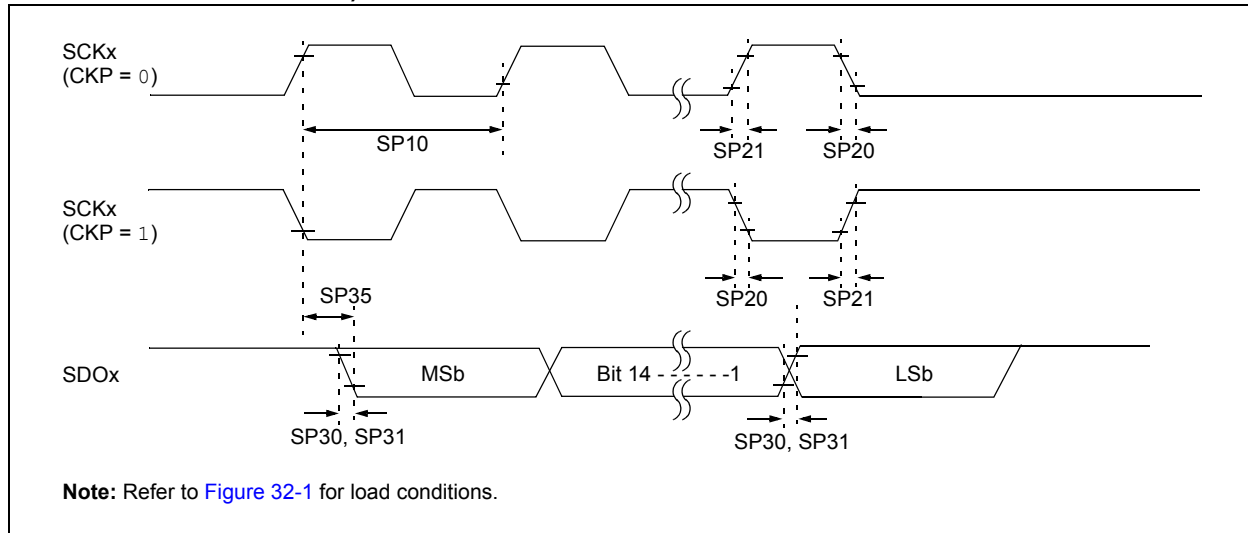 SCKx
(CKP = 0)
SP10
SP21
SP20
SCKx
(CKP = 1)
SP35
SP20
SP21
SDOx
MSb
Bit 14 - - - - - -1
LSb
SP30, SP31
SP30, SP31
Note: Refer to Figure 32-1 for load conditions.